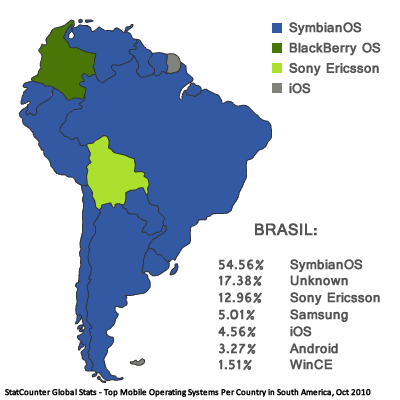 SymbianOS
BlackBerry OS
Sony Ericsson
iOS
BRASIL:
54.56% SymbianOS
17.38% Unknown
12.96% Sony Ericsson
5.01% Samsung
4.56% iOS
3.27% Android
1.51% WinCE
StatCounter Global Stats - Top Mobile Operating Systems Per Country in South America, Oct 2010